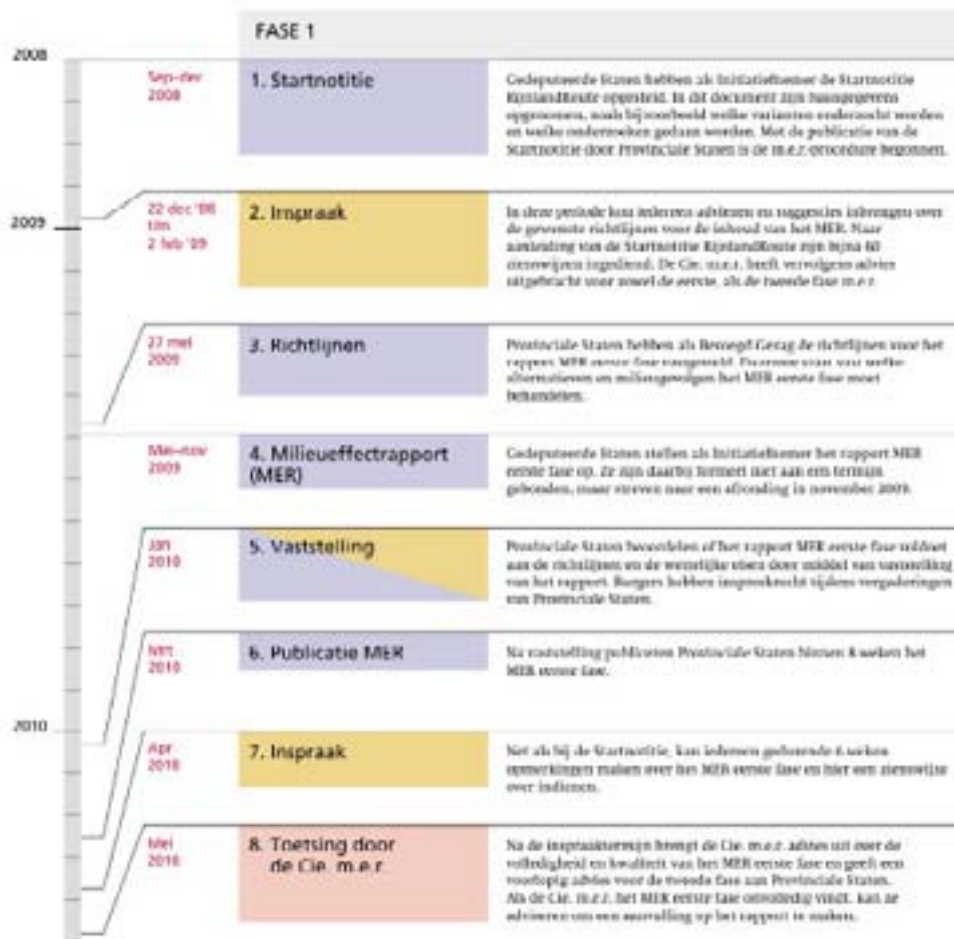 FASE 1
2008
Sep-dec
2008
1. Startnotitie
Gedeputeerde Staten hebben als Initiatiefnemer de Startnotitie
RijnlandRoute opgesteld. In dit document zijn basisgegevens
opgenomen, zoals bijvoorbeeld welke varianten onderzocht worden
en welke onderzoeken gedaan worden. Met de publicatie van de
Startnotitie door Provinciale Staten is de m.e.r.-procedure begonnen.
2009
22 dec '08
t/m
2 feb '09
2. Inspraak
In deze periode kon iedereen adviezen en suggesties inbrengen over
de gewenste richtlijnen voor de inhoud van het MER. Naar
aanleiding van de Startnotitie RijnlandRoute zijn bijna 60
zienswijzen ingediend. De Cie. m.e.r. heeft vervolgens advies
uitgebracht voor zowel de eerste, als de tweede fase m.e.r.
27 mei
2009
3. Richtlijnen
Provinciale Staten hebben als Bevoegd Gezag de richtlijnen voor het
rapport MER eerste fase vastgesteld. Daarin staat welke
alternatieven en milieugevolgen het MER eerste fase moet
behandelen.
Mei-nov
2009
4. Milieueffectrapport
(MER)
Gedeputeerde Staten stellen als Initiatiefnemer het rapport MER
eerste fase op. Ze zijn daarbij formeel niet aan een termijn
gebonden, maar streven naar een afronding in november 2009.
Jan
2010
5. Vaststelling
Provinciale Staten beoordelen of het rapport MER eerste fase voldoet
aan de richtlijnen en de wettelijke eisen door middel van vaststelling
van het rapport. Burgers hebben inspraakrecht tijdens vergaderingen
van Provinciale Staten.
Mrt
2010
6. Publicatie MER
Na vaststelling publiceren Provinciale Staten binnen 8 weken het
MER eerste fase.
2010
Apr
2010
7. Inspraak
Net als bij de Startnotitie, kan iedereen gedurende 6 weken
opmerkingen maken over het MER eerste fase en hier een zienswijze
over indienen.
Mei
2010
8. Toetsing door
de Cie. m.e.r.
Na de inspraaktermijn brengt de Cie. m.e.r. advies uit over de
volledigheid en kwaliteit van het MER eerste fase en geeft een
voorlopig advies voor de tweede fase aan Provinciale Staten.
Als de Cie. m.e.r. het MER eerste fase onvolledig vindt, kan ze
adviseren om een aanvulling op het rapport te maken.